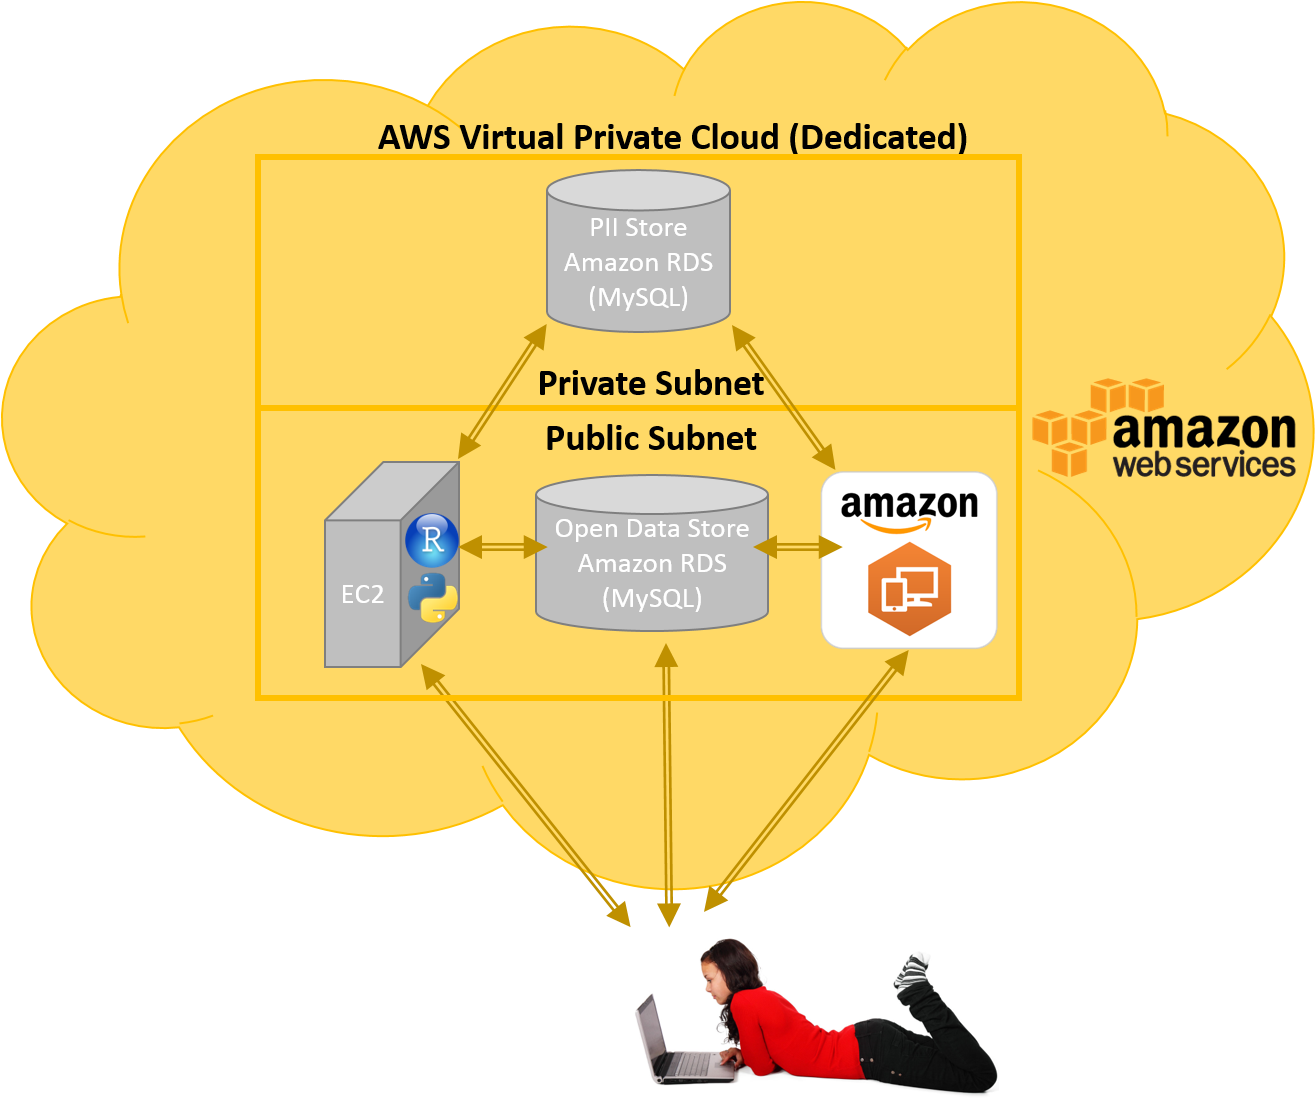 AWS Virtual Private Cloud (Dedicated)
PII Store
Amazon RDS
(MySQL)
Private Subnet
Public Subnet
EC2
R
Open Data Store
Amazon RDS
(MySQL)
amazon
amazon
web services